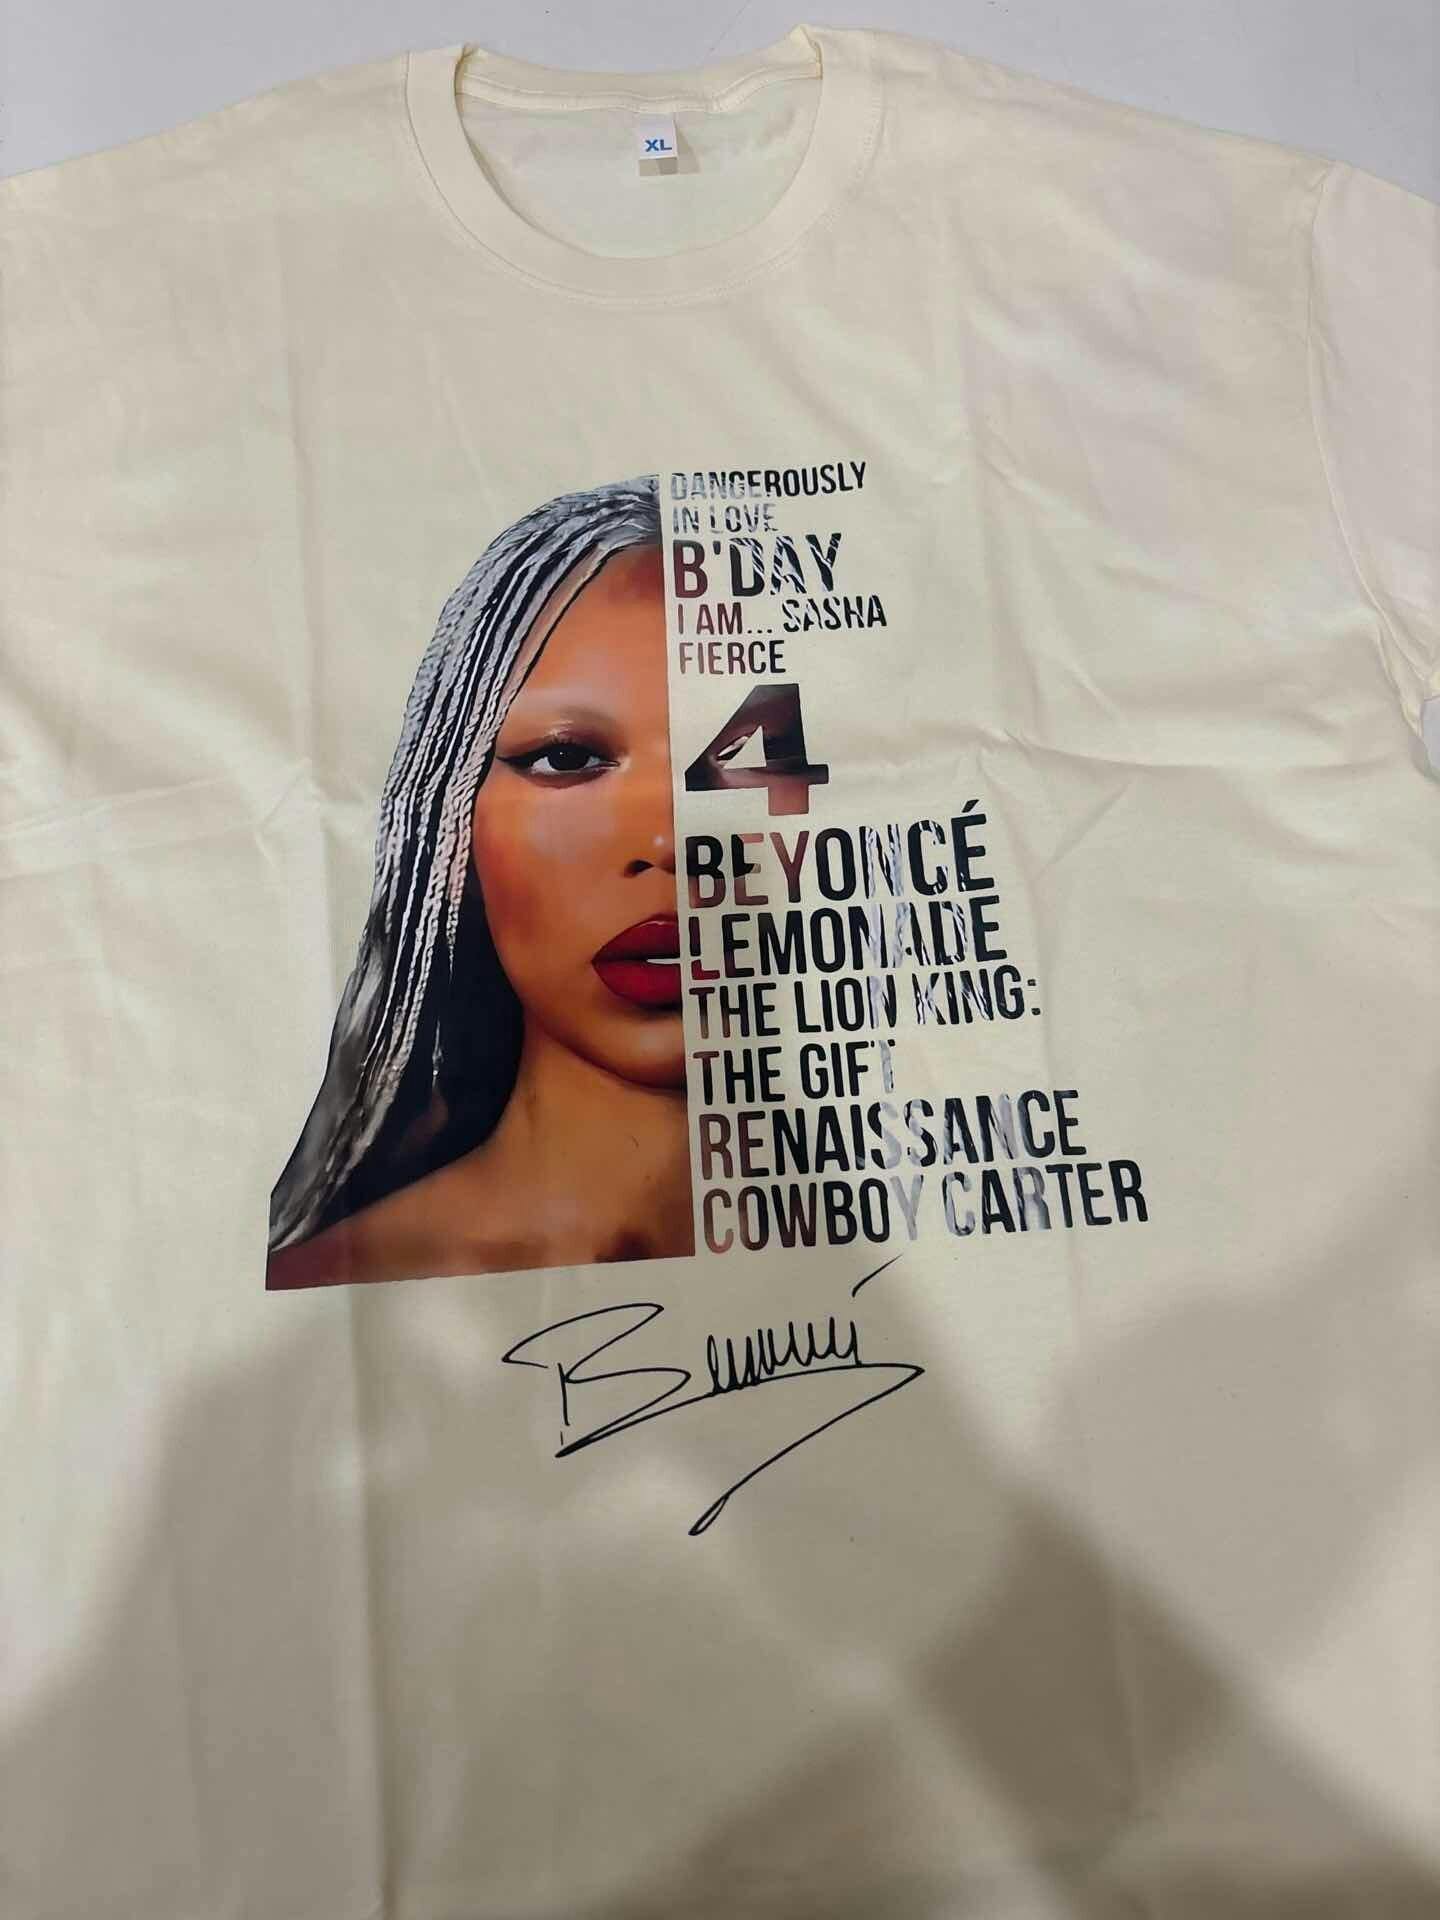 XL
DANGEROUSLY
IN LOVE
B'DAY
I AM... SASHA
FIERCE
4
BEYONCÉ
LEMONADE
THE LION KING:
THE GIFT
RENAISSANCE
COWBOY CARTER